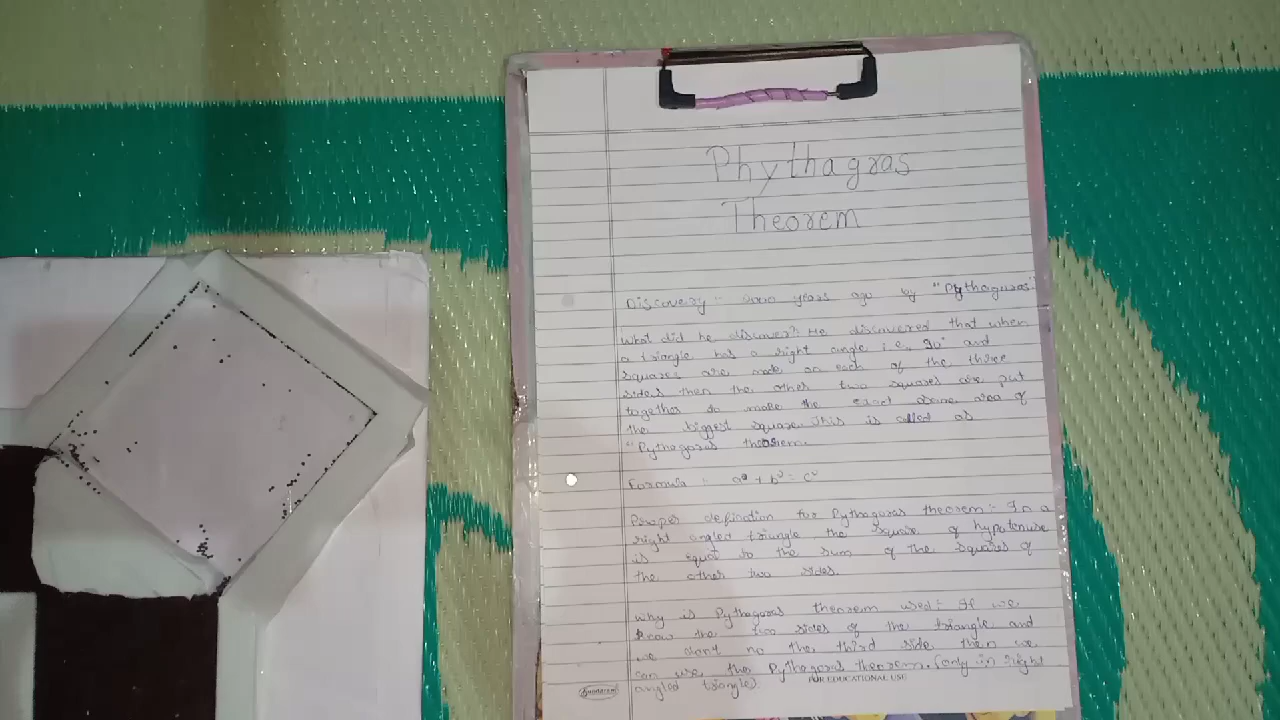 Phythagras
Theorem
Discovery :- 2000 years ago by "Pythagoras"
What did he discover?:- He discovered that when
a triangle has a right angle i.e., 90° and
squares are made on each of the three
sides then the other two squares are put
together to make the exact same area of
the biggest square. This is called as
"Pythagoras theorem.
Formula :- a² + b² = c²
Proper defination for Pythagoras theorem :- In a
right angled triangle the square of hypotenuse
is equal to the sum of the squares of
the other two sides.
Why is Pythagoras theorem used :- If we
know the two sides of the triangle and
we don't no the third side then we
can use the Pythagoras theorem. (only in right
angled triangle).
Sundaram
FOR EDUCATIONAL USE